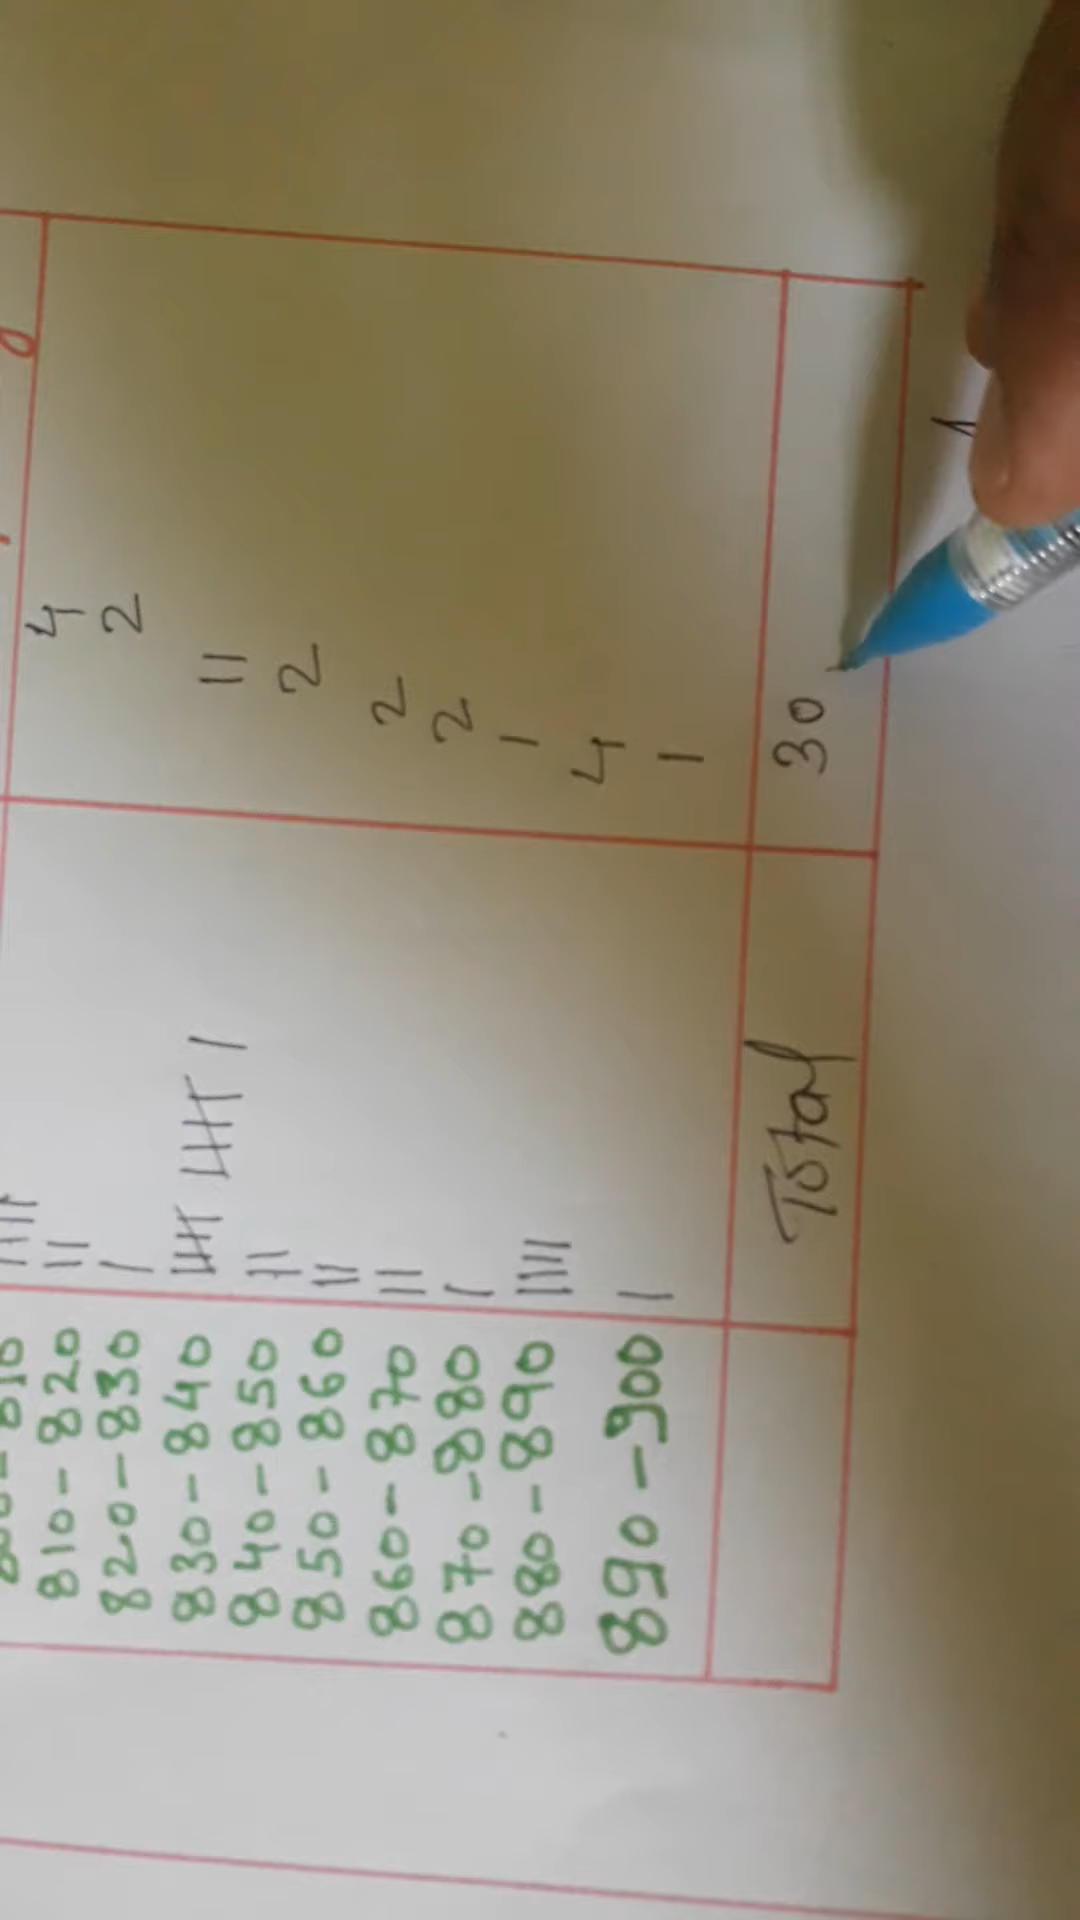 4
810-820 || 2
820-830 |
830-840 卌 卌 | 11
840-850 || 2
850-860 || 2
860-870 || 2
870-880 | 1
880-890 |||| 4
890-900 | 1
Total 30